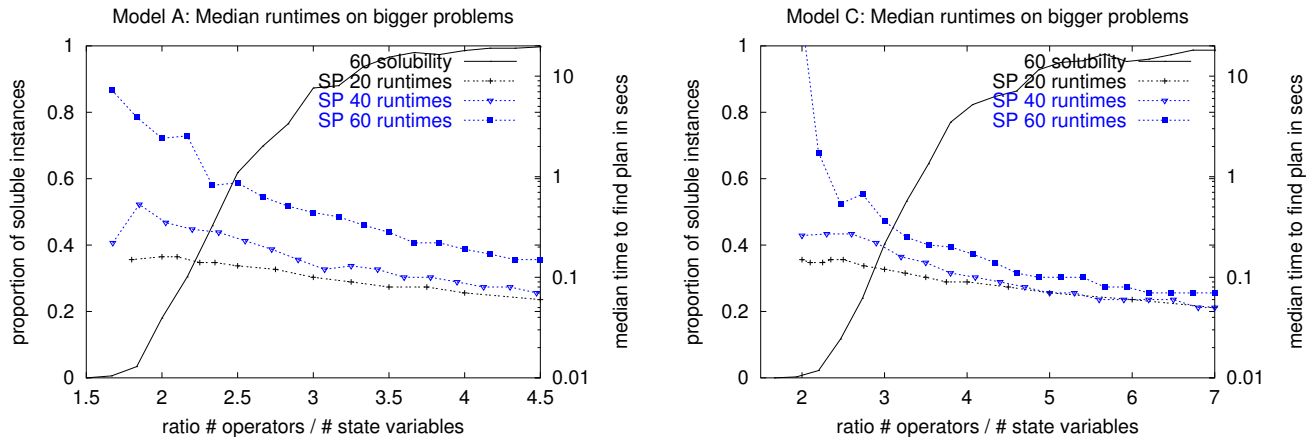 Model A: Median runtimes on bigger problems
1
0.8
0.6
0.4
0.2
0
proportion of soluble instances
60 solubility
SP 20 runtimes
SP 40 runtimes
SP 60 runtimes
10
1
0.1
0.01
median time to find plan in secs
1.5 2 2.5 3 3.5 4 4.5
ratio # operators / # state variables
Model C: Median runtimes on bigger problems
1
0.8
0.6
0.4
0.2
0
proportion of soluble instances
60 solubility
SP 20 runtimes
SP 40 runtimes
SP 60 runtimes
10
1
0.1
0.01
median time to find plan in secs
2 3 4 5 6 7
ratio # operators / # state variables